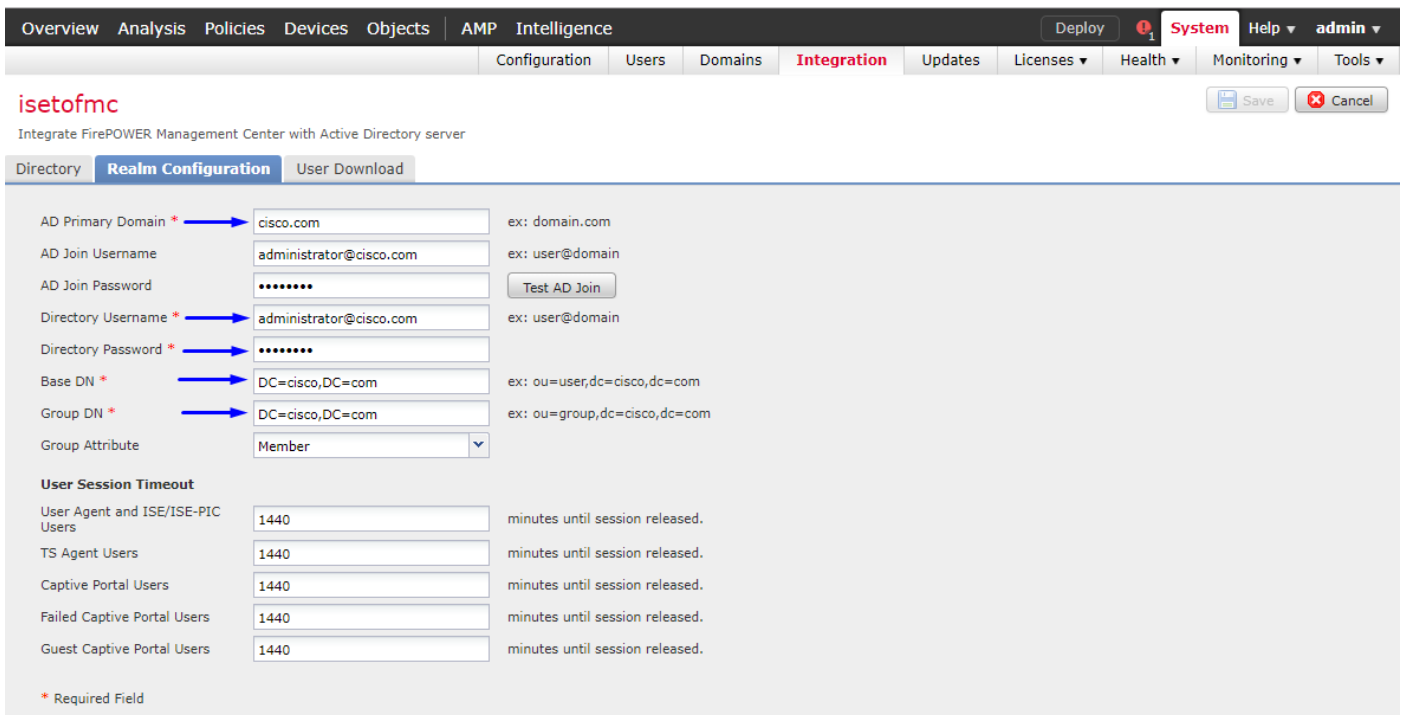 Overview Analysis Policies Devices Objects AMP Intelligence Deploy 1 System Help admin
Configuration Users Domains Integration Updates Licenses Health Monitoring Tools
isetofmc Save Cancel
Integrate FirePOWER Management Center with Active Directory server
Directory Realm Configuration User Download
AD Primary Domain * cisco.com ex: domain.com
AD Join Username administrator@cisco.com ex: user@domain
AD Join Password •••••••• Test AD Join
Directory Username * administrator@cisco.com ex: user@domain
Directory Password * ••••••••
Base DN * DC=cisco,DC=com ex: ou=user,dc=cisco,dc=com
Group DN * DC=cisco,DC=com ex: ou=group,dc=cisco,dc=com
Group Attribute Member
User Session Timeout
User Agent and ISE/ISE-PIC
Users 1440 minutes until session released.
TS Agent Users 1440 minutes until session released.
Captive Portal Users 1440 minutes until session released.
Failed Captive Portal Users 1440 minutes until session released.
Guest Captive Portal Users 1440 minutes until session released.
* Required Field